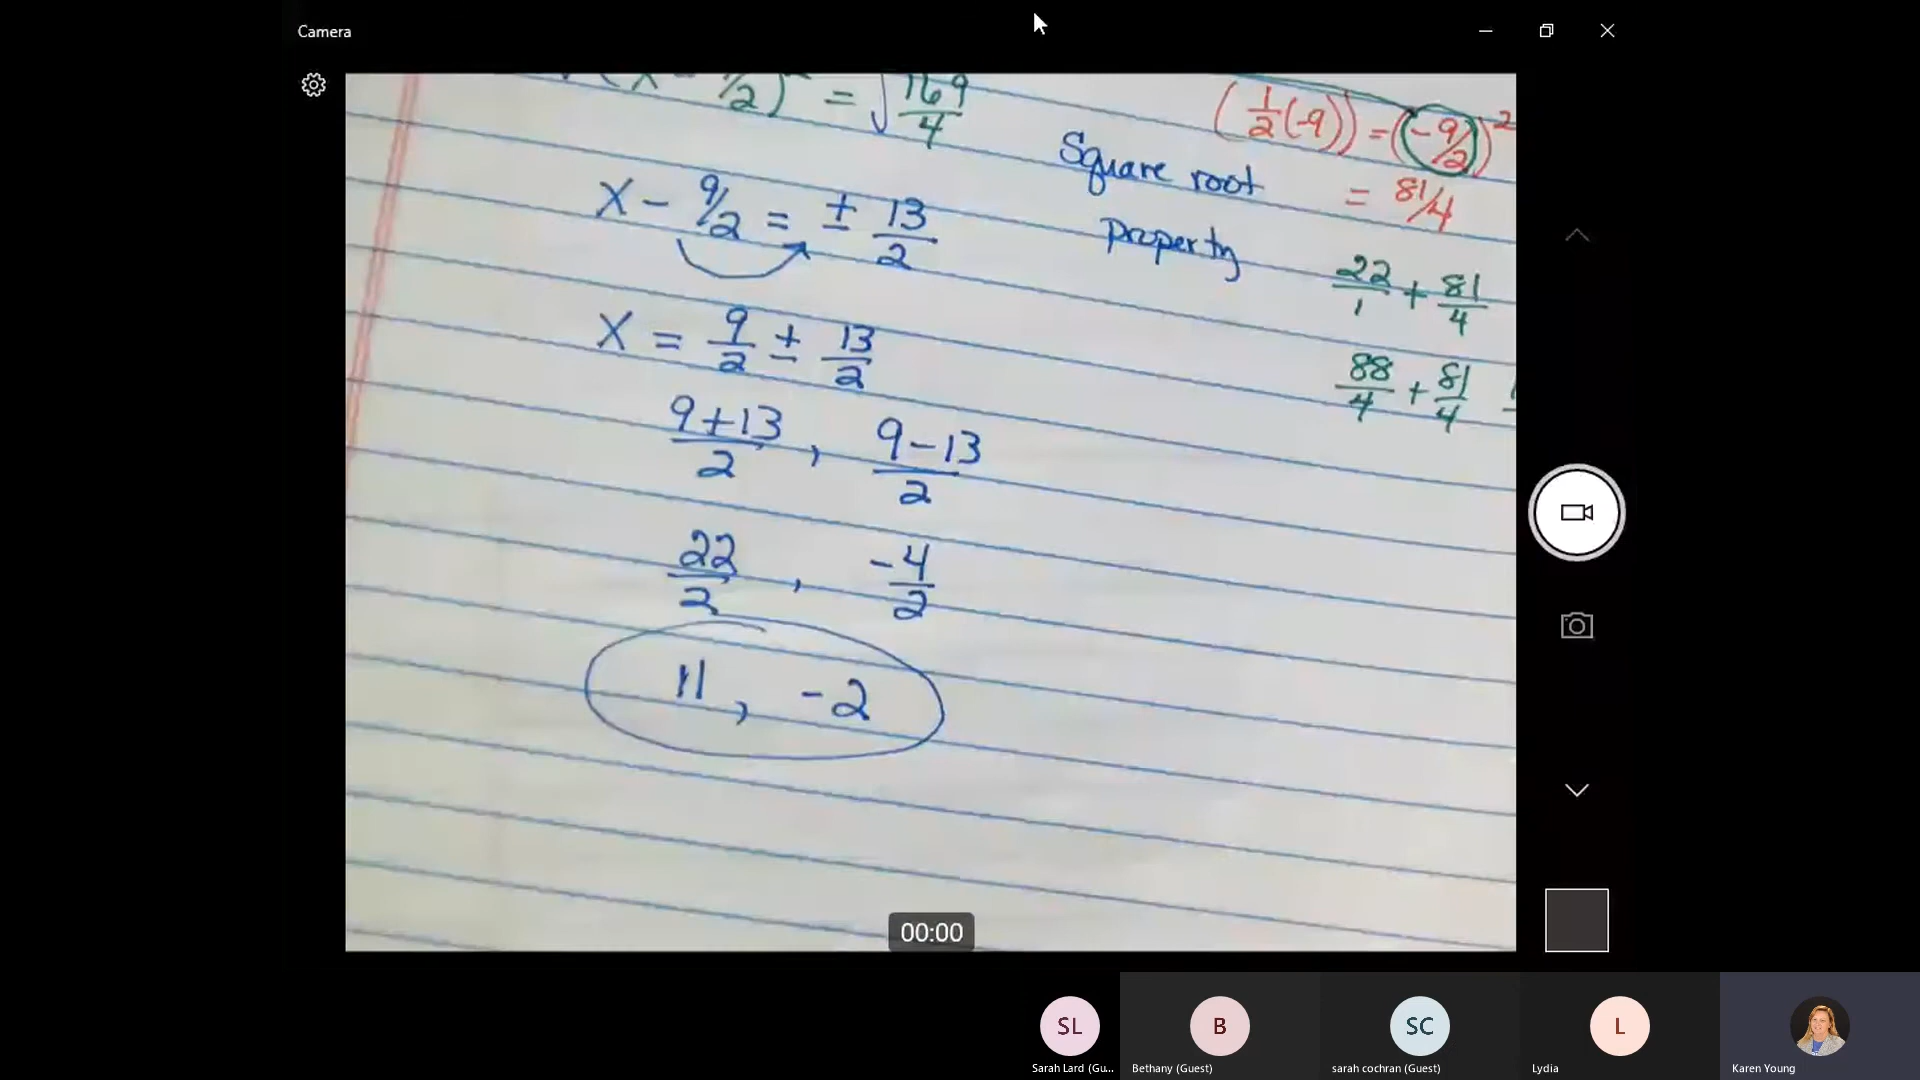 Camera
√(x - 9/2)² = √169/4
(1/2(-9)) = (-9/2)²
= 81/4
Square root
Property
x - 9/2 = ± 13/2
22/1 + 81/4
x = 9/2 ± 13/2
88/4 + 81/4
9+13/2 , 9-13/2
22/2 , -4/2
11 , -2
00:00
SL
B
SC
L
Sarah Lard (Gu...
Bethany (Guest)
sarah cochran (Guest)
Lydia
Karen Young